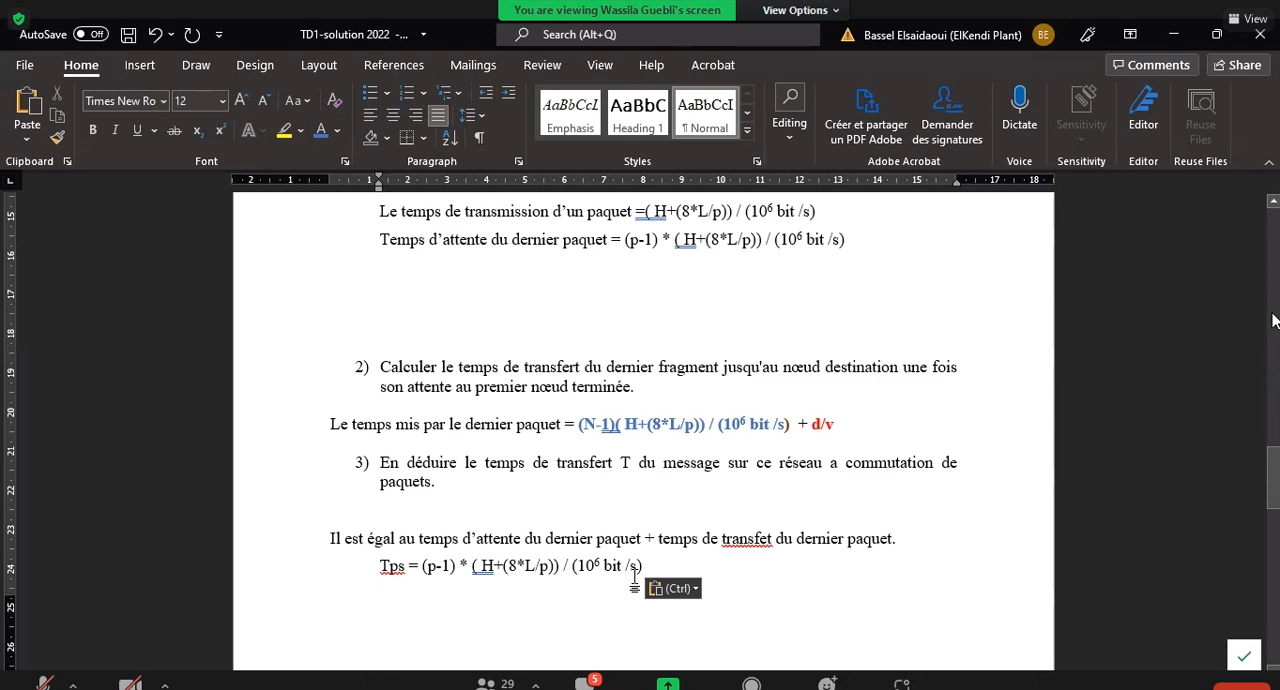 You are viewing Wassila Guebli's screen
View Options
View
AutoSave Off
TD1-solution 2022 -...
Search (Alt+Q)
Bassel Elsaidaoui (ElKendi Plant)
BE
File Home Insert Draw Design Layout References Mailings Review View Help Acrobat
Comments
Share
Paste
Times New Ro
12
AaBbCcL
AaBbC
AaBbCcI
Emphasis
Heading 1
¶ Normal
Editing
Créer et partager un PDF Adobe
Demander des signatures
Dictate
Sensitivity
Editor
Reuse Files
Clipboard
Font
Paragraph
Styles
Adobe Acrobat
Voice
Sensitivity
Editor
Reuse Files
Le temps de transmission d'un paquet =( H+(8*L/p)) / (10⁶ bit /s)
Temps d'attente du dernier paquet = (p-1) * ( H+(8*L/p)) / (10⁶ bit /s)
2) Calculer le temps de transfert du dernier fragment jusqu'au nœud destination une fois
son attente au premier nœud terminée.
Le temps mis par le dernier paquet = (N-1)( H+(8*L/p)) / (10⁶ bit /s) + d/v
3) En déduire le temps de transfert T du message sur ce réseau a commutation de
paquets.
Il est égal au temps d'attente du dernier paquet + temps de transfet du dernier paquet.
Tps = (p-1) * ( H+(8*L/p)) / (10⁶ bit /s)
(Ctrl)
29
5